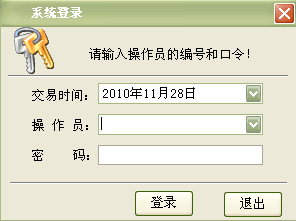 系统登录
请输入操作员的编号和口令!
交易时间: 2010年11月28日
操 作 员:
密    码:
登录 退出